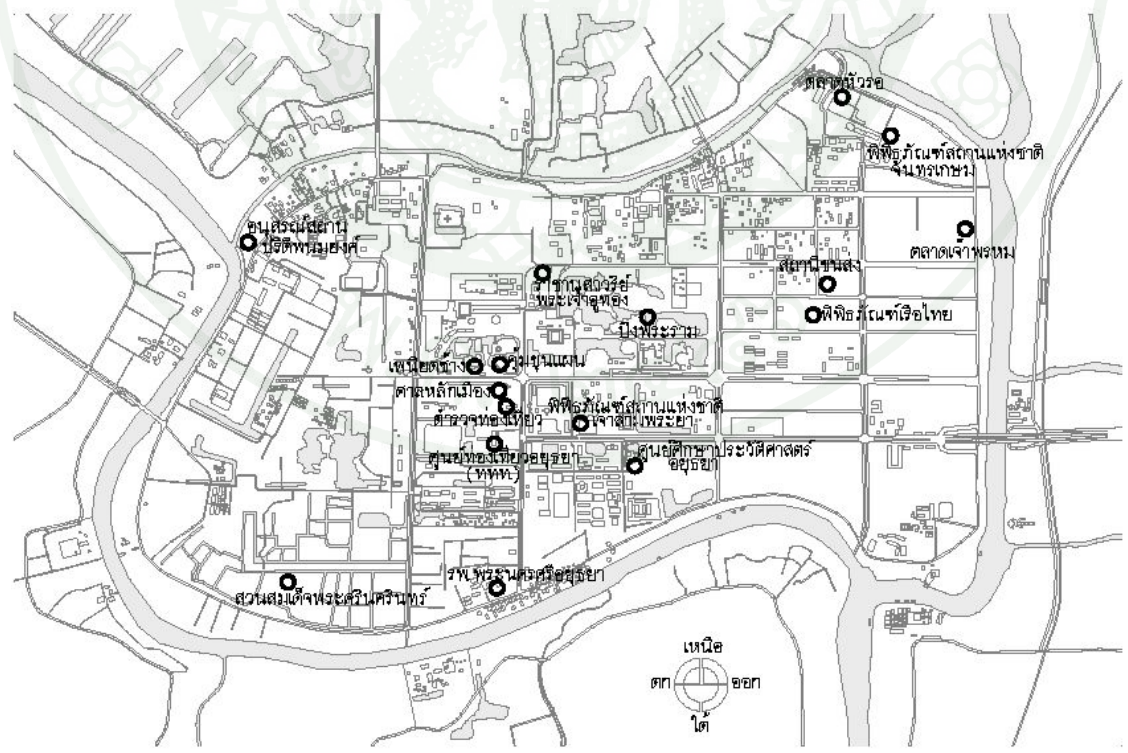 ตลาดหัวรอ
พิพิธภัณฑ์สถานแห่งชาติ
จันทรเกษม
อนุสรณ์สถาน
ปรีดีพนมยงค์
ตลาดเจ้าพรหม
สถานีขนส่ง
ราชานุสาวรีย์
พระเจ้าอู่ทอง
พิพิธภัณฑ์เรือไทย
บึงพระราม
เพนียดช้าง
คุ้มขุนแผน
ศาลหลักเมือง
ตำรวจท่องเที่ยว
พิพิธภัณฑ์สถานแห่งชาติ
เจ้าสามพระยา
ศูนย์ท่องเที่ยวอยุธยา
(ททท.)
ศูนย์ศึกษาประวัติศาสตร์
อยุธยา
รพ.พระนครศรีอยุธยา
สวนสมเด็จพระศรีนครินทร์
เหนือ
ตก
ออก
ใต้